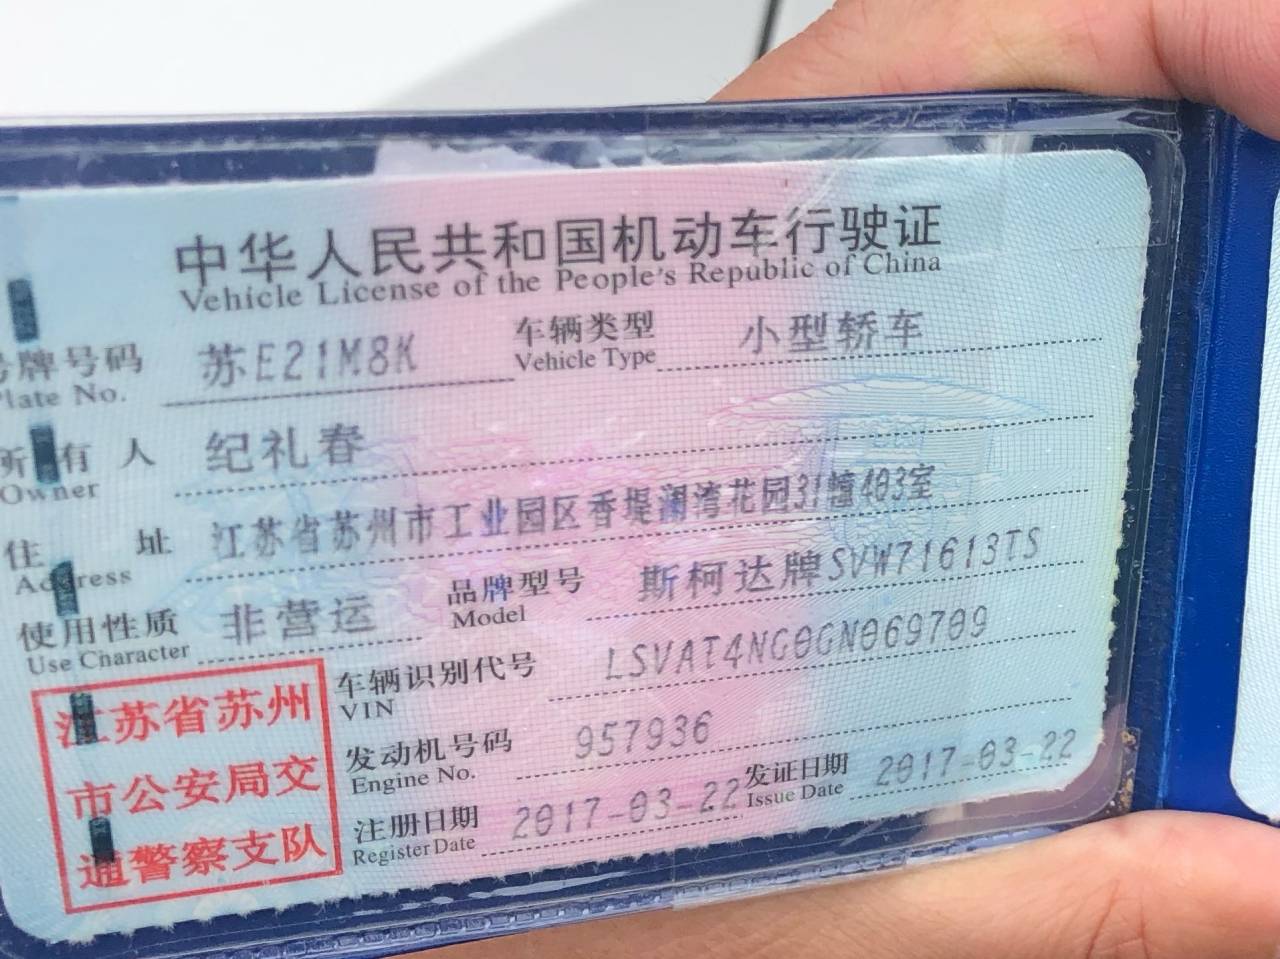 中华人民共和国机动车行驶证
Vehicle License of the People's Republic of China
号牌号码 苏E21M8K 车辆类型 小型轿车
Plate No. Vehicle Type
所有人 纪礼春
Owner
住址 江苏省苏州市工业园区香堤澜湾花园31幢403室
Address
使用性质 非营运 品牌型号 斯柯达牌SVW71613TS
Use Character Model
车辆识别代号 LSVAT4NG0GN069709
VIN
发动机号码 957936
Engine No.
注册日期 2017-03-22 发证日期 2017-03-22
Register Date Issue Date
江苏省苏州
市公安局交
通警察支队